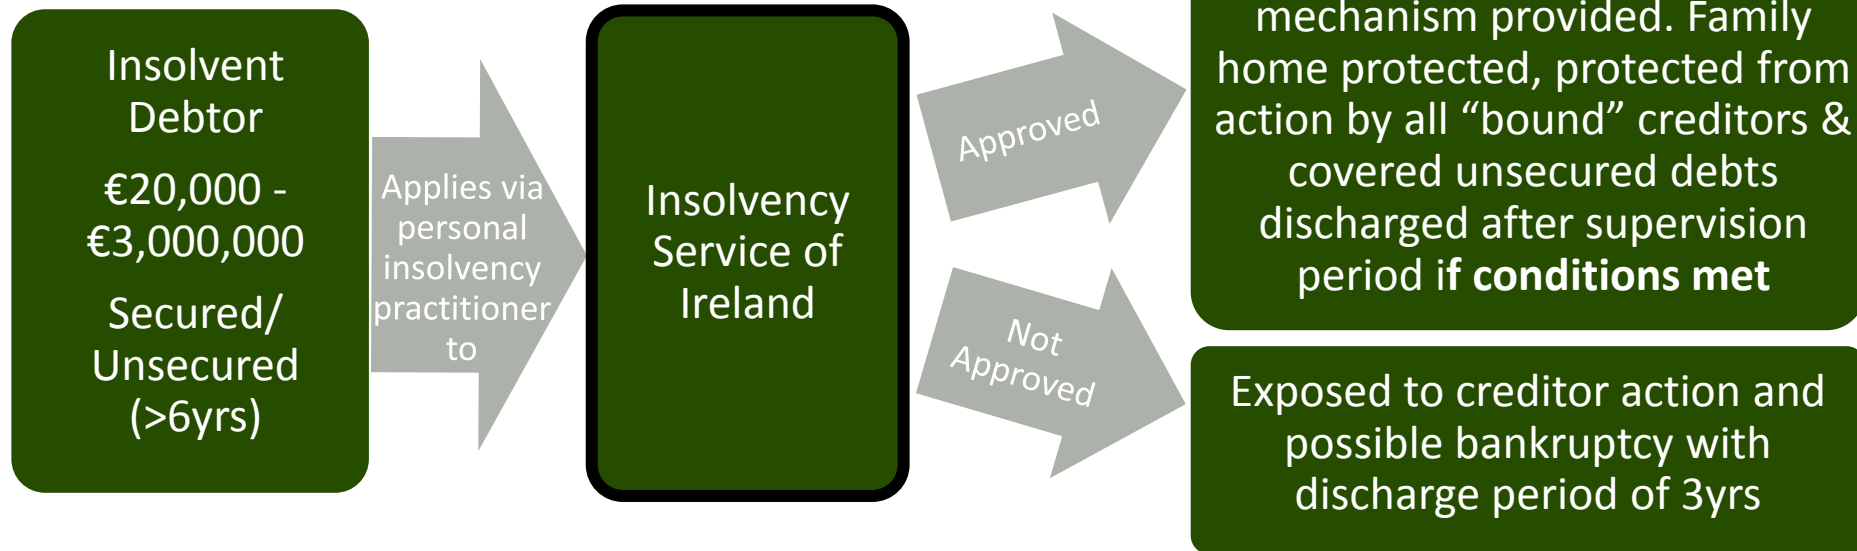 Insolvent
Debtor
€20,000 -
€3,000,000
Secured/
Unsecured
(>6yrs)
Applies via
personal
insolvency
practitioner
to
Insolvency
Service of
Ireland
Approved
Not
Approved
mechanism provided. Family
home protected, protected from
action by all “bound” creditors &
covered unsecured debts
discharged after supervision
period if conditions met
Exposed to creditor action and
possible bankruptcy with
discharge period of 3yrs